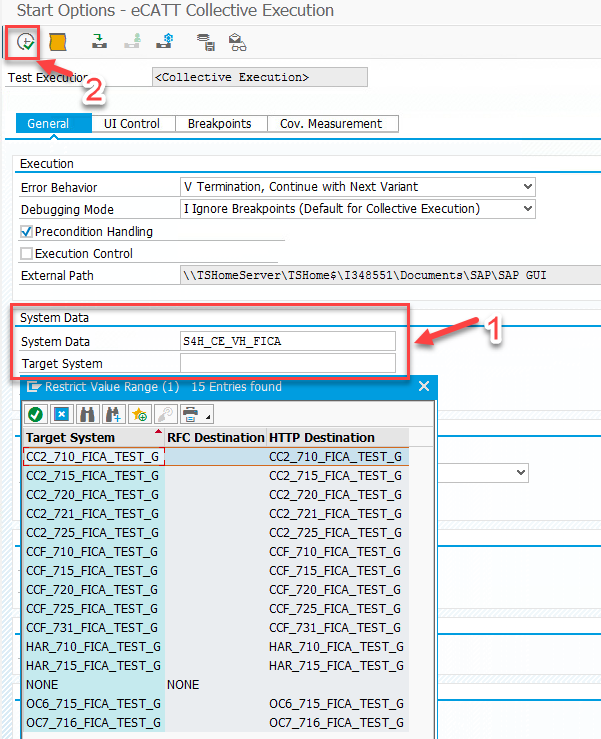 Start Options - eCATT Collective Execution
Test Execution <Collective Execution>
2
General UI Control Breakpoints Cov. Measurement
Execution
Error Behavior V Termination, Continue with Next Variant
Debugging Mode I Ignore Breakpoints (Default for Collective Execution)
Precondition Handling
Execution Control
External Path \\TSHomeServer\TSHome$\I348551\Documents\SAP\SAP GUI
System Data
1
System Data S4H_CE_VH_FICA
Target System
Restrict Value Range (1) 15 Entries found
Target System RFC Destination HTTP Destination
CC2_710_FICA_TEST_G CC2_710_FICA_TEST_G
CC2_715_FICA_TEST_G CC2_715_FICA_TEST_G
CC2_720_FICA_TEST_G CC2_720_FICA_TEST_G
CC2_721_FICA_TEST_G CC2_721_FICA_TEST_G
CC2_725_FICA_TEST_G CC2_725_FICA_TEST_G
CCF_710_FICA_TEST_G CCF_710_FICA_TEST_G
CCF_715_FICA_TEST_G CCF_715_FICA_TEST_G
CCF_720_FICA_TEST_G CCF_720_FICA_TEST_G
CCF_725_FICA_TEST_G CCF_725_FICA_TEST_G
CCF_731_FICA_TEST_G CCF_731_FICA_TEST_G
HAR_710_FICA_TEST_G HAR_710_FICA_TEST_G
HAR_715_FICA_TEST_G HAR_715_FICA_TEST_G
NONE NONE
OC6_715_FICA_TEST_G OC6_715_FICA_TEST_G
OC7_716_FICA_TEST_G OC7_716_FICA_TEST_G